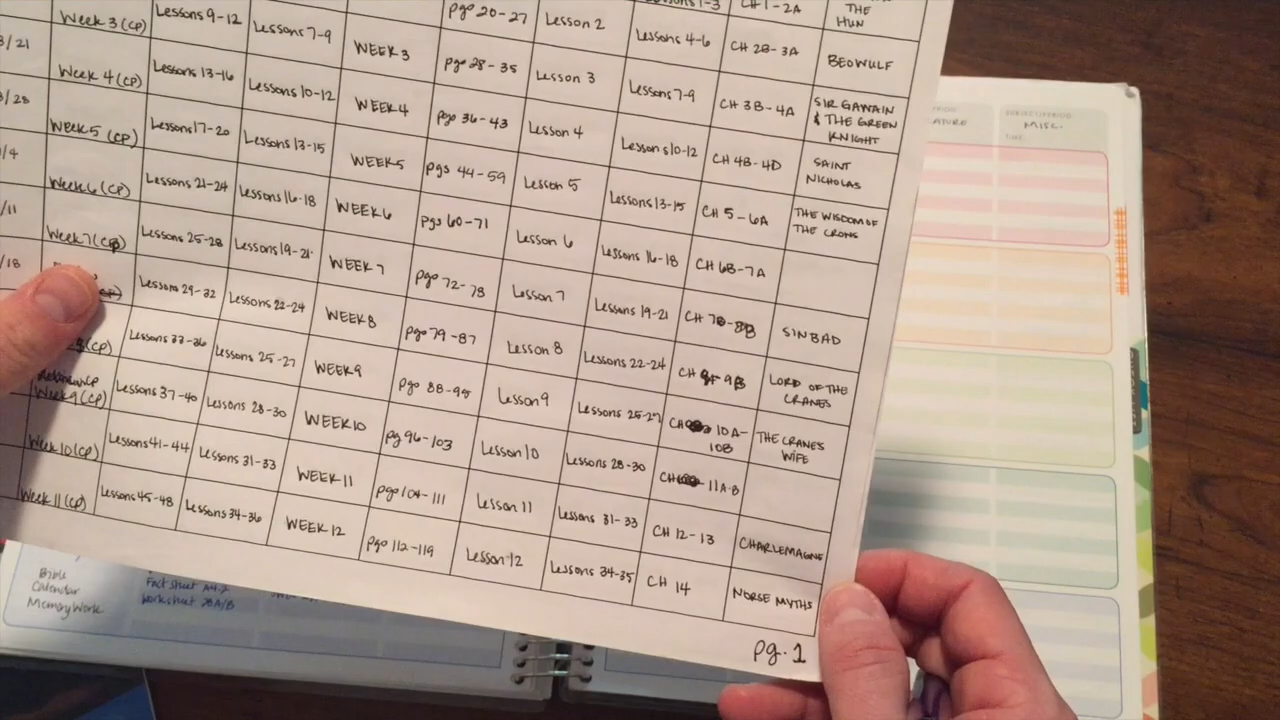 Lessons 1-3 CH 1-2A THE
HUN
pgs 20-27 Lesson 2 Lessons 4-6 CH 2B-3A BEOWULF
Week 3 (CP) Lessons 9-12 Lessons 7-9 WEEK 3 pgs 28-35 Lesson 3 Lessons 7-9 CH 3B-4A SIR GAWAIN
& THE GREEN
KNIGHT
/21 Week 4 (CP) Lessons 13-16 Lessons 10-12 WEEK 4 pgs 36-43 Lesson 4 Lessons 10-12 CH 4B-4D SAINT
NICHOLAS
/28 Week 5 (CP) Lessons 17-20 Lessons 13-15 WEEK 5 pgs 44-59 Lesson 5 Lessons 13-15 CH 5-6A THE WISDOM OF
THE CROWS
/4 Week 6 (CP) Lessons 21-24 Lessons 16-18 WEEK 6 pgs 60-71 Lesson 6 Lessons 16-18 CH 6B-7A
/11 Week 7 (CP) Lessons 25-28 Lessons 19-21 WEEK 7 pgs 72-78 Lesson 7 Lessons 19-21 CH 7B-8B SINBAD
/18 Lessons 29-32 Lessons 22-24 WEEK 8 pgs 79-87 Lesson 8 Lessons 22-24 CH 9B LORD OF THE
CRANES
8 (CP) Lessons 33-36 Lessons 25-27 WEEK 9 pgs 88-95 Lesson 9 Lessons 25-27 CH 10A-
10B THE CRANES
WIFE
Week 9 (CP) Lessons 37-40 Lessons 28-30 WEEK 10 pg 96-103 Lesson 10 Lessons 28-30 CH 11A-B
Week 10 (CP) Lessons 41-44 Lessons 31-33 WEEK 11 pgs 104-111 Lesson 11 Lessons 31-33 CH 12-13 CHARLEMAGNE
Week 11 (CP) Lessons 45-48 Lessons 34-36 WEEK 12 pgs 112-119 Lesson 12 Lessons 34-35 CH 14 NORSE MYTHS
pg. 1
MISC.
Bible
Calendar
Memory Work
Fact Sheet
Worksheet 28A/B